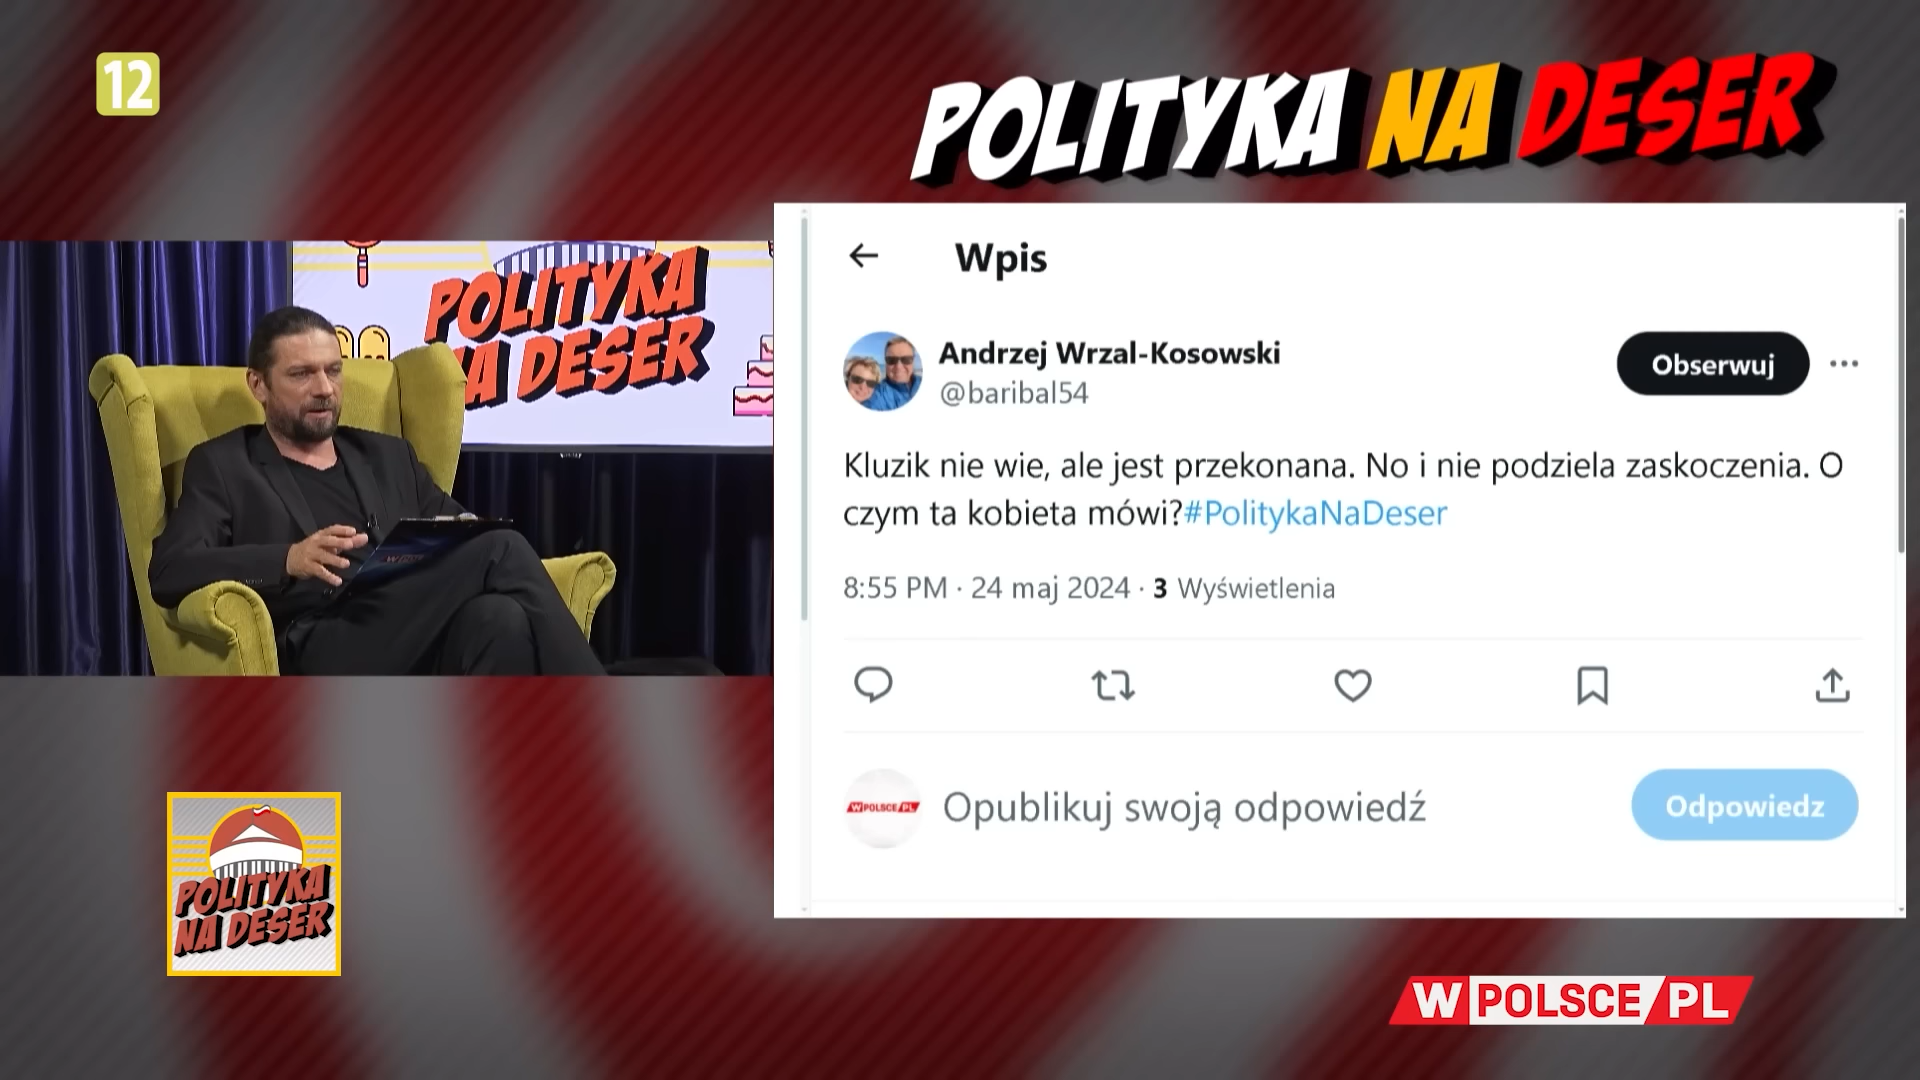 12
POLITYKA NA DESER
POLITYKA
NA DESER
Wpis
Andrzej Wrzal-Kosowski
@baribal54
Obserwuj
Kluzik nie wie, ale jest przekonana. No i nie podziela zaskoczenia. O
czym ta kobieta mówi?#PolitykaNaDeser
8:55 PM · 24 maj 2024 · 3 Wyświetlenia
WPOLSCE/PL
Opublikuj swoją odpowiedź
Odpowiedz
POLITYKA
NA DESER
WPOLSCE/PL